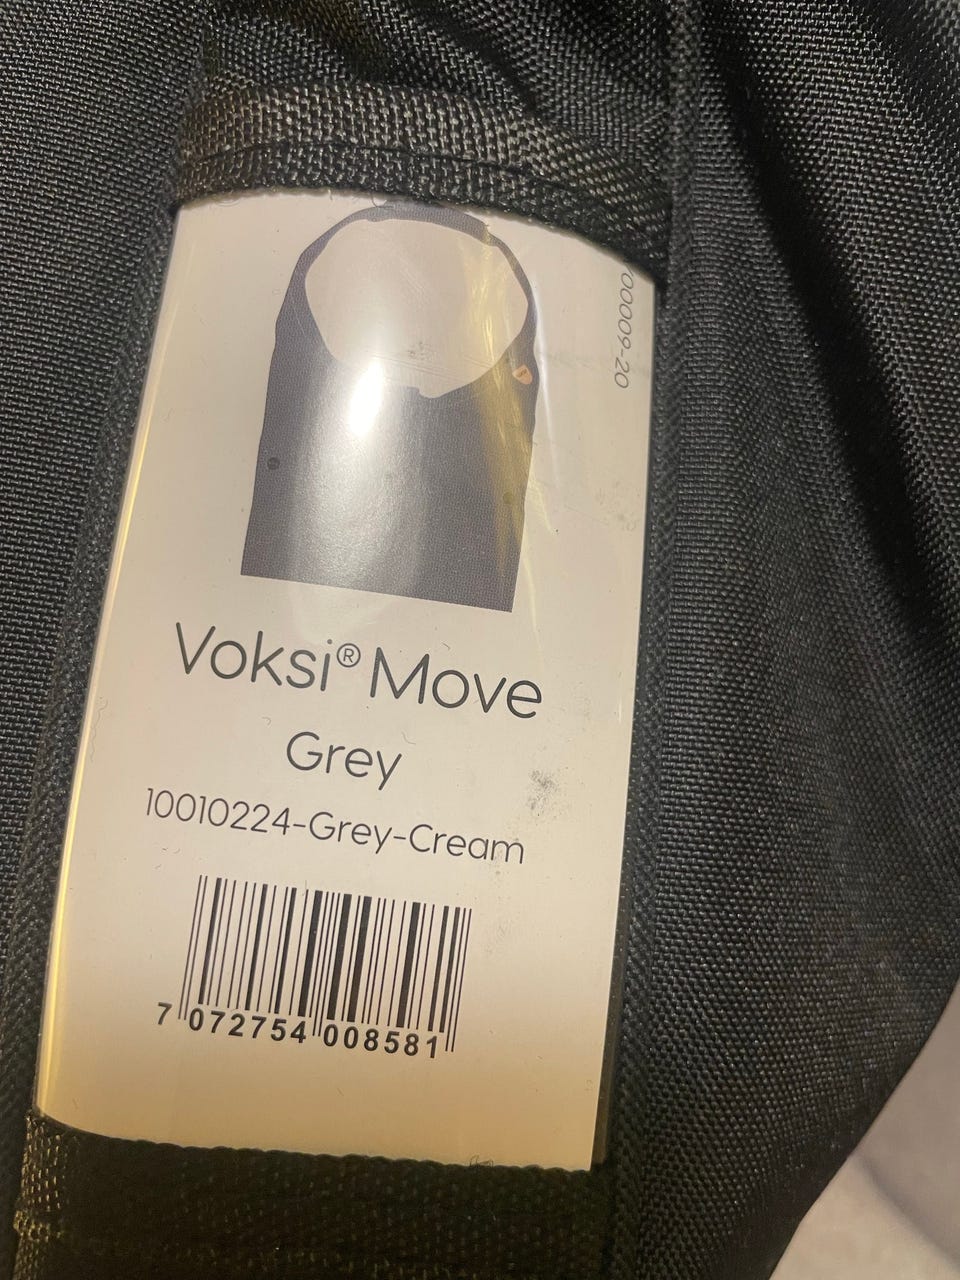 00009-20
Voksi® Move
Grey
10010224-Grey-Cream
7 072754 008581